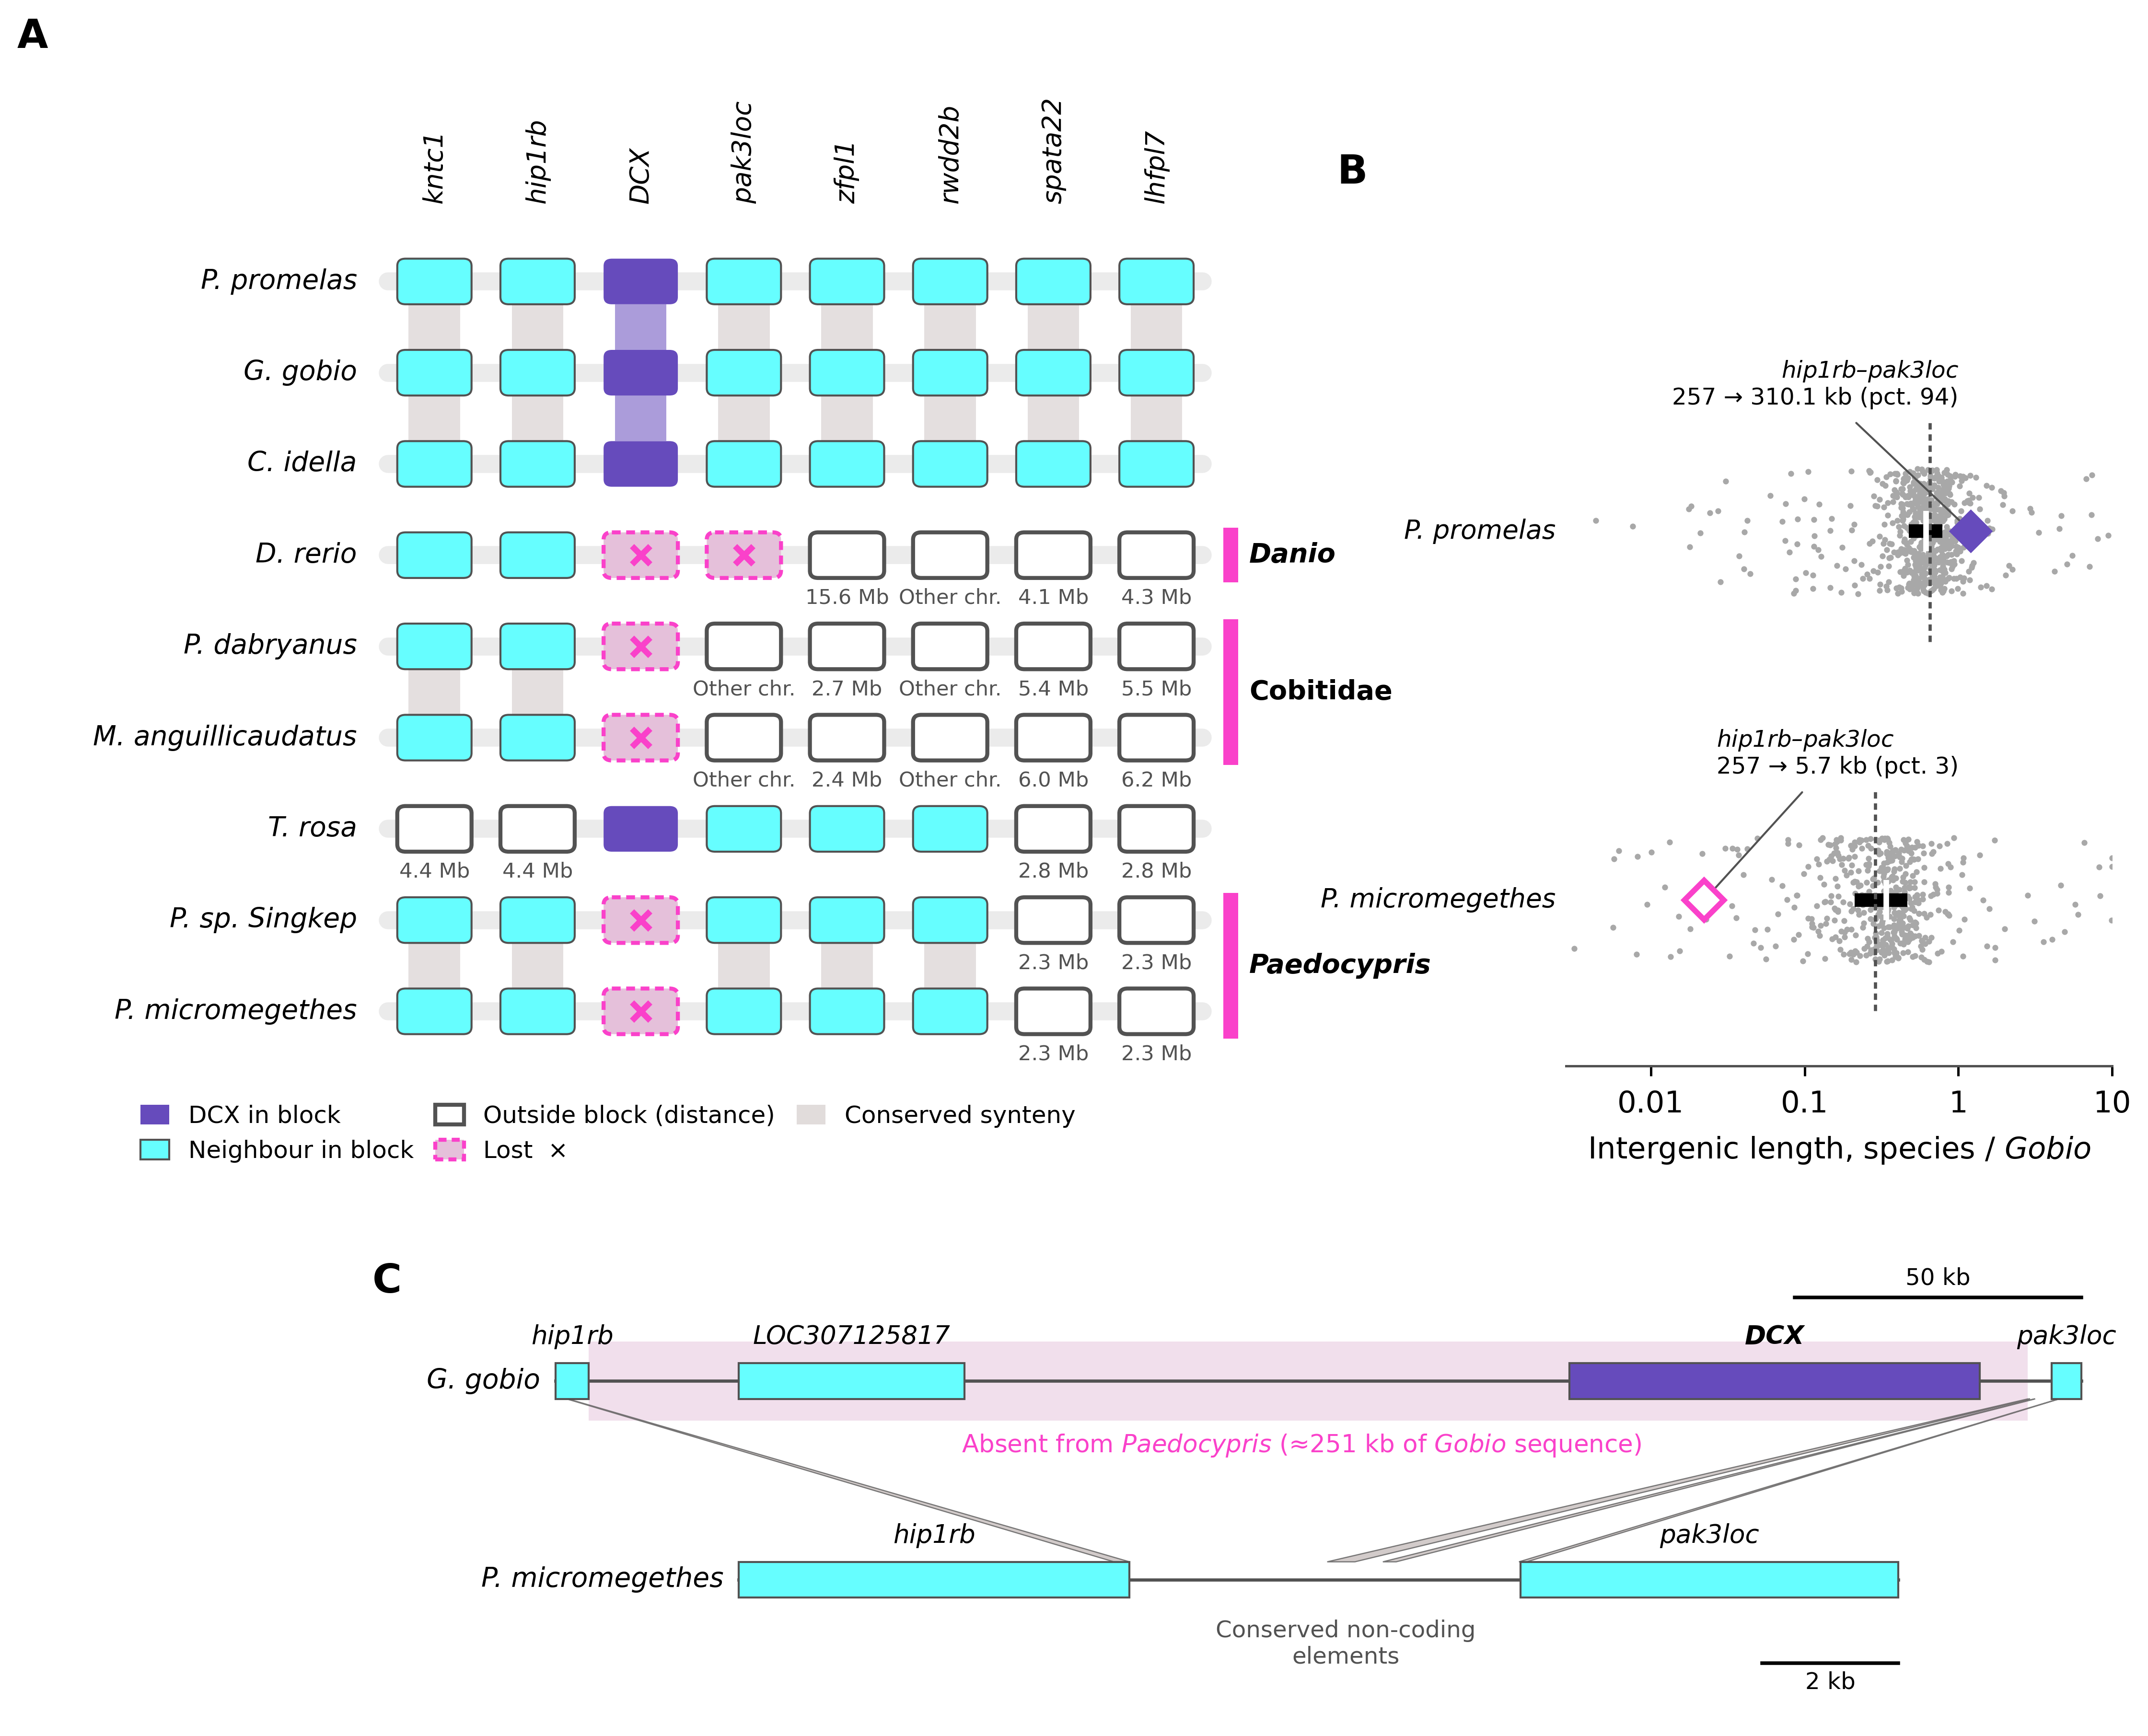 A
kntc1
hip1rb
DCX
pak3loc
zfpl1
rwdd2b
spata22
lhfpl7
P. promelas
G. gobio
C. idella
D. rerio
15.6 Mb Other chr. 4.1 Mb 4.3 Mb
Danio
P. dabryanus
Other chr. 2.7 Mb Other chr. 5.4 Mb 5.5 Mb
Cobitidae
M. anguillicaudatus
Other chr. 2.4 Mb Other chr. 6.0 Mb 6.2 Mb
T. rosa
4.4 Mb 4.4 Mb 2.8 Mb 2.8 Mb
P. sp. Singkep
2.3 Mb 2.3 Mb
Paedocypris
P. micromegethes
2.3 Mb 2.3 Mb
DCX in block
Neighbour in block
Outside block (distance)
Lost ×
Conserved synteny
B
hip1rb–pak3loc
257 → 310.1 kb (pct. 94)
P. promelas
hip1rb–pak3loc
257 → 5.7 kb (pct. 3)
P. micromegethes
0.01 0.1 1 10
Intergenic length, species / Gobio
C
50 kb
hip1rb LOC307125817 DCX pak3loc
G. gobio
Absent from Paedocypris (≈251 kb of Gobio sequence)
hip1rb pak3loc
P. micromegethes
Conserved non-coding
elements
2 kb